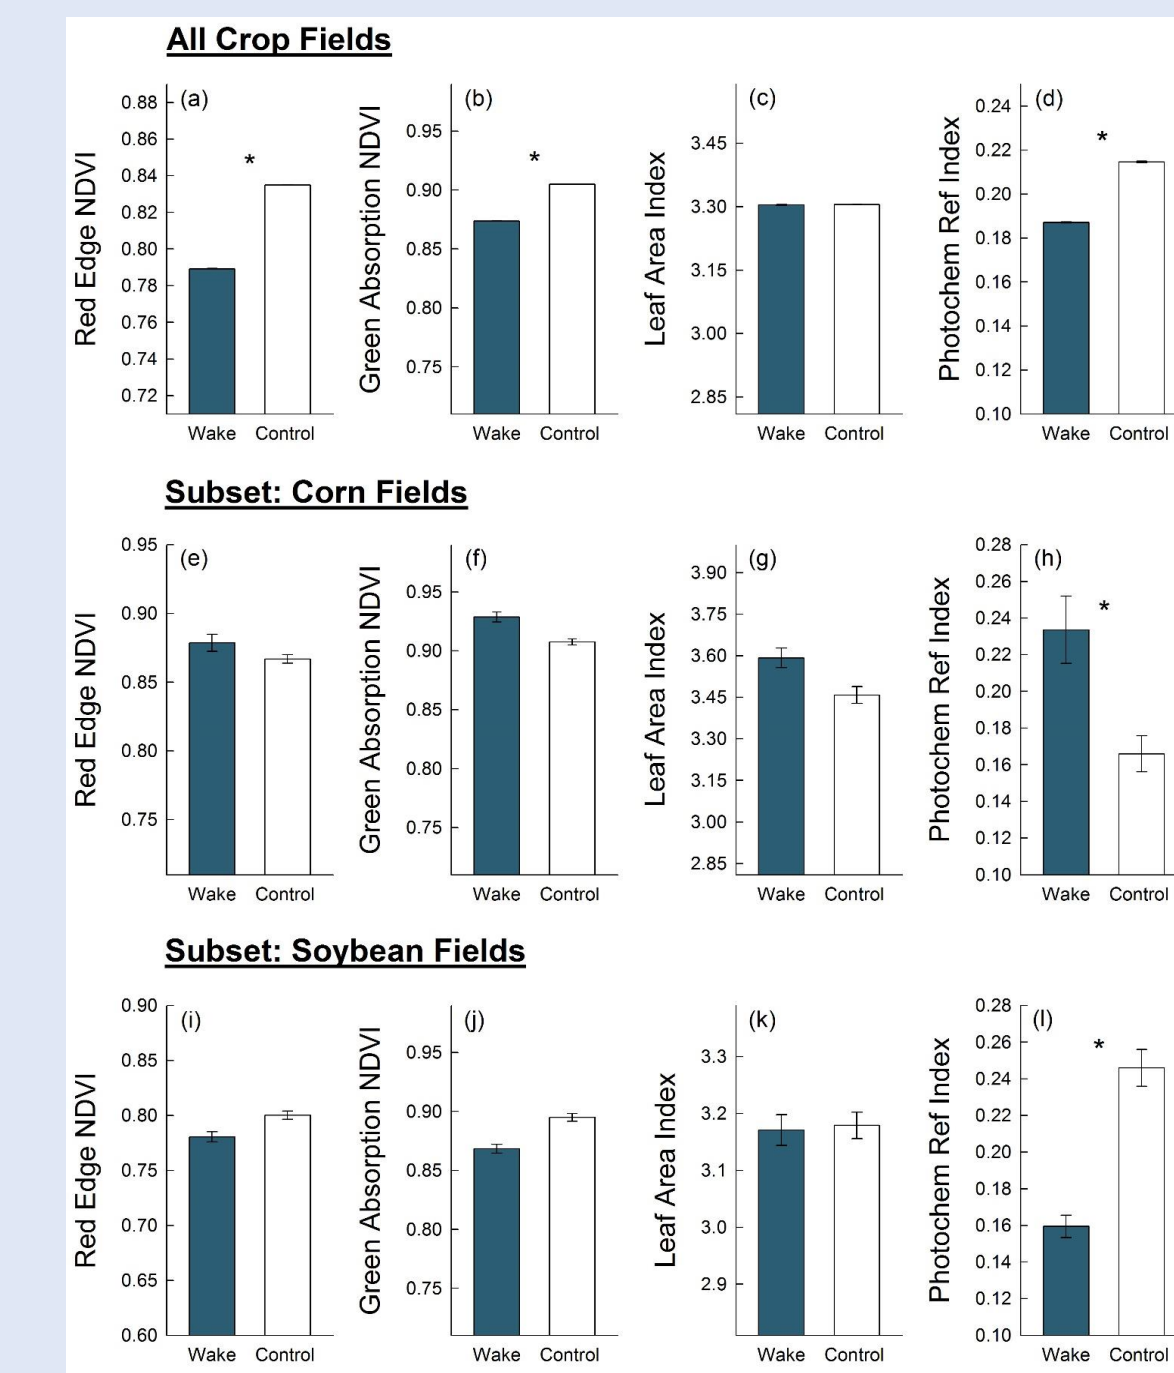 All Crop Fields
(a)
Red Edge NDVI
0.88
0.86
0.84
0.82
0.80
0.78
0.76
0.74
0.72
*
Wake Control
(b)
Green Absorption NDVI
0.95
0.90
0.85
0.80
0.75
*
Wake Control
(c)
Leaf Area Index
3.45
3.30
3.15
3.00
2.85
Wake Control
(d)
Photochem Ref Index
0.24
0.22
0.20
0.18
0.16
0.14
0.12
0.10
*
Wake Control
Subset: Corn Fields
(e)
Red Edge NDVI
0.95
0.90
0.85
0.80
0.75
Wake Control
(f)
Green Absorption NDVI
0.95
0.90
0.85
0.80
0.75
Wake Control
(g)
Leaf Area Index
3.90
3.75
3.60
3.45
3.30
3.15
3.00
2.85
Wake Control
(h)
Photochem Ref Index
0.28
0.26
0.24
0.22
0.20
0.18
0.16
0.14
0.12
0.10
*
Wake Control
Subset: Soybean Fields
(i)
Red Edge NDVI
0.90
0.85
0.80
0.75
0.70
0.65
0.60
Wake Control
(j)
Green Absorption NDVI
0.95
0.90
0.85
0.80
0.75
Wake Control
(k)
Leaf Area Index
3.3
3.2
3.1
3.0
2.9
Wake Control
(l)
Photochem Ref Index
0.28
0.26
0.24
0.22
0.20
0.18
0.16
0.14
0.12
0.10
*
Wake Control